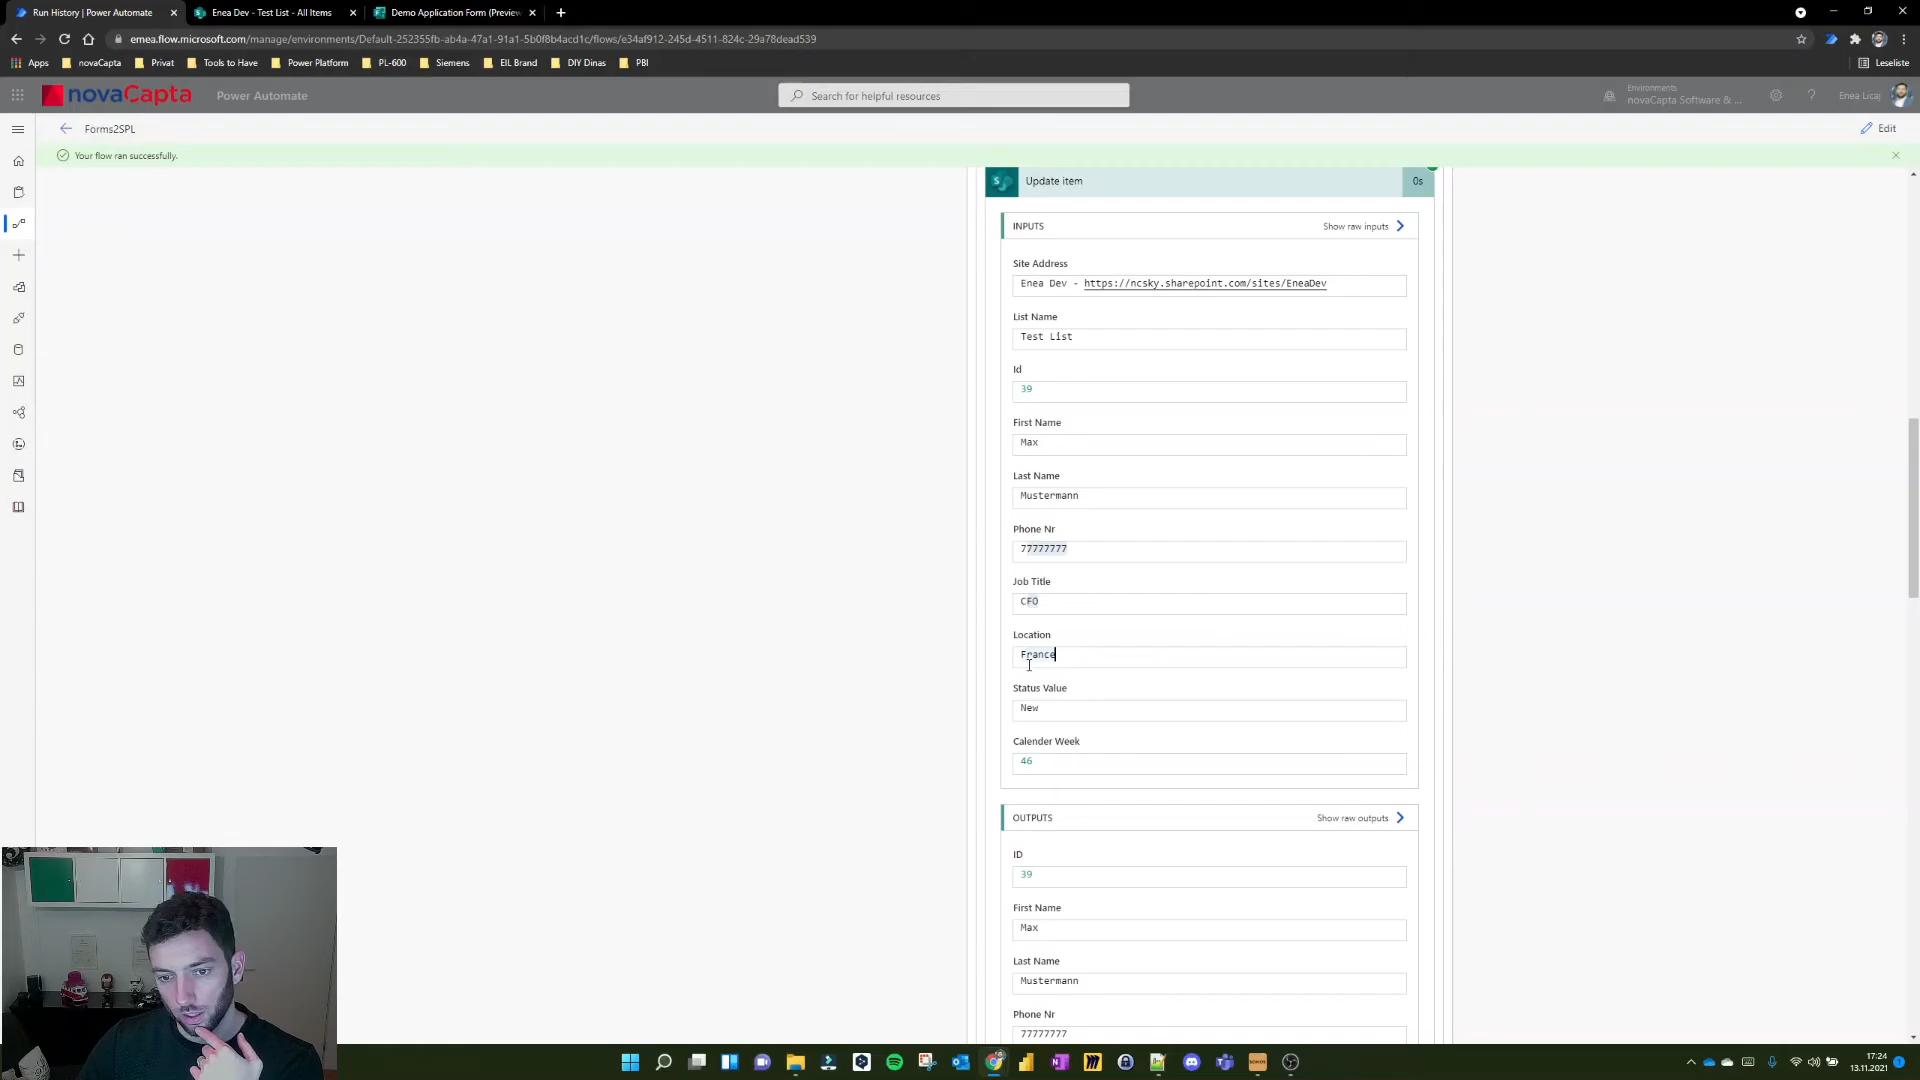 Run History | Power Automate
Enea Dev - Test List - All Items
Demo Application Form (Preview
emea.flow.microsoft.com/manage/environments/Default-252355fb-ab4a-47a1-91a1-5b0f8b4acd1c/flows/e34af912-245d-4511-824c-29a78dead539
Apps
novaCapta
Privat
Tools to Have
Power Platform
PL-600
Siemens
EIL Brand
DIY Dinas
PBI
Leseliste
novaCapta
Power Automate
Search for helpful resources
Environments
novaCapta Software & ...
Enea Licaj
Forms2SPL
Edit
Your flow ran successfully.
Update item
0s
INPUTS
Show raw inputs
Site Address
Enea Dev - https://ncsky.sharepoint.com/sites/EneaDev
List Name
Test List
Id
39
First Name
Max
Last Name
Mustermann
Phone Nr
77777777
Job Title
CFO
Location
France
Status Value
New
Calender Week
46
OUTPUTS
Show raw outputs
ID
39
First Name
Max
Last Name
Mustermann
Phone Nr
77777777
17:24
13.11.2021